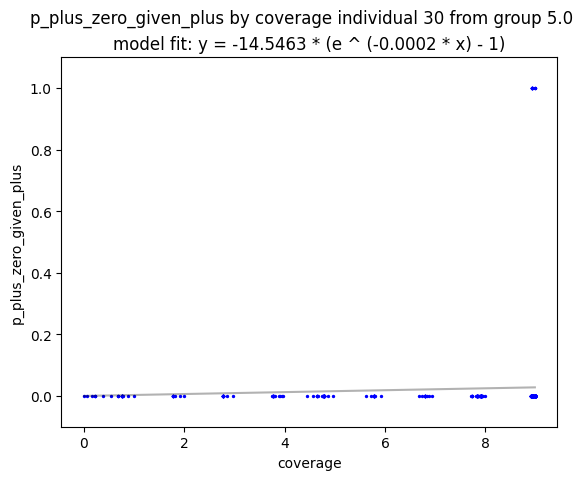 p_plus_zero_given_plus by coverage individual 30 from group 5.0
model fit: y = -14.5463 * (e ^ (-0.0002 * x) - 1)
1.0
0.8
0.6
0.4
0.2
0.0
p_plus_zero_given_plus
0 2 4 6 8
coverage